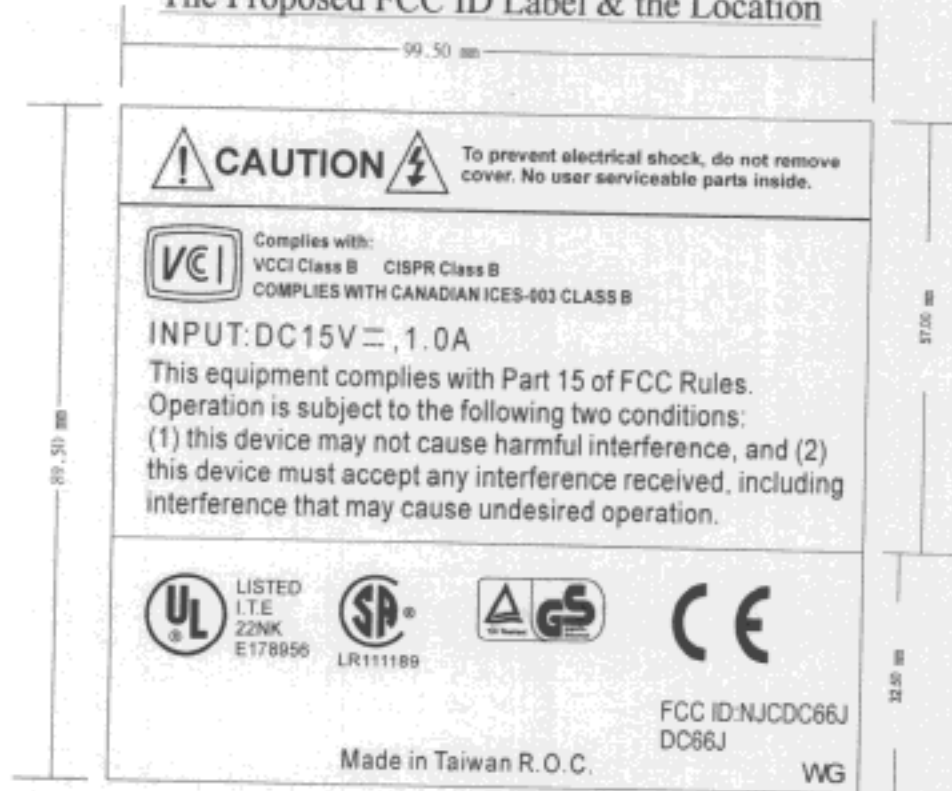 The Proposed FCC ID Label & the Location
99.50 mm
CAUTION
To prevent electrical shock, do not remove
cover. No user serviceable parts inside.
VCI
Complies with:
VCCI Class B CISPR Class B
COMPLIES WITH CANADIAN ICES-003 CLASS B
INPUT:DC15V⎓,1.0A
This equipment complies with Part 15 of FCC Rules.
Operation is subject to the following two conditions:
(1) this device may not cause harmful interference, and (2)
this device must accept any interference received, including
interference that may cause undesired operation.
89.50 mm
57.00 mm
UL
®
LISTED
I.T.E
22NK
E178956
SA ®
LR111189
GS
CE
32.50 mm
FCC ID:NJCDC66J
DC66J
Made in Taiwan R.O.C.
WG